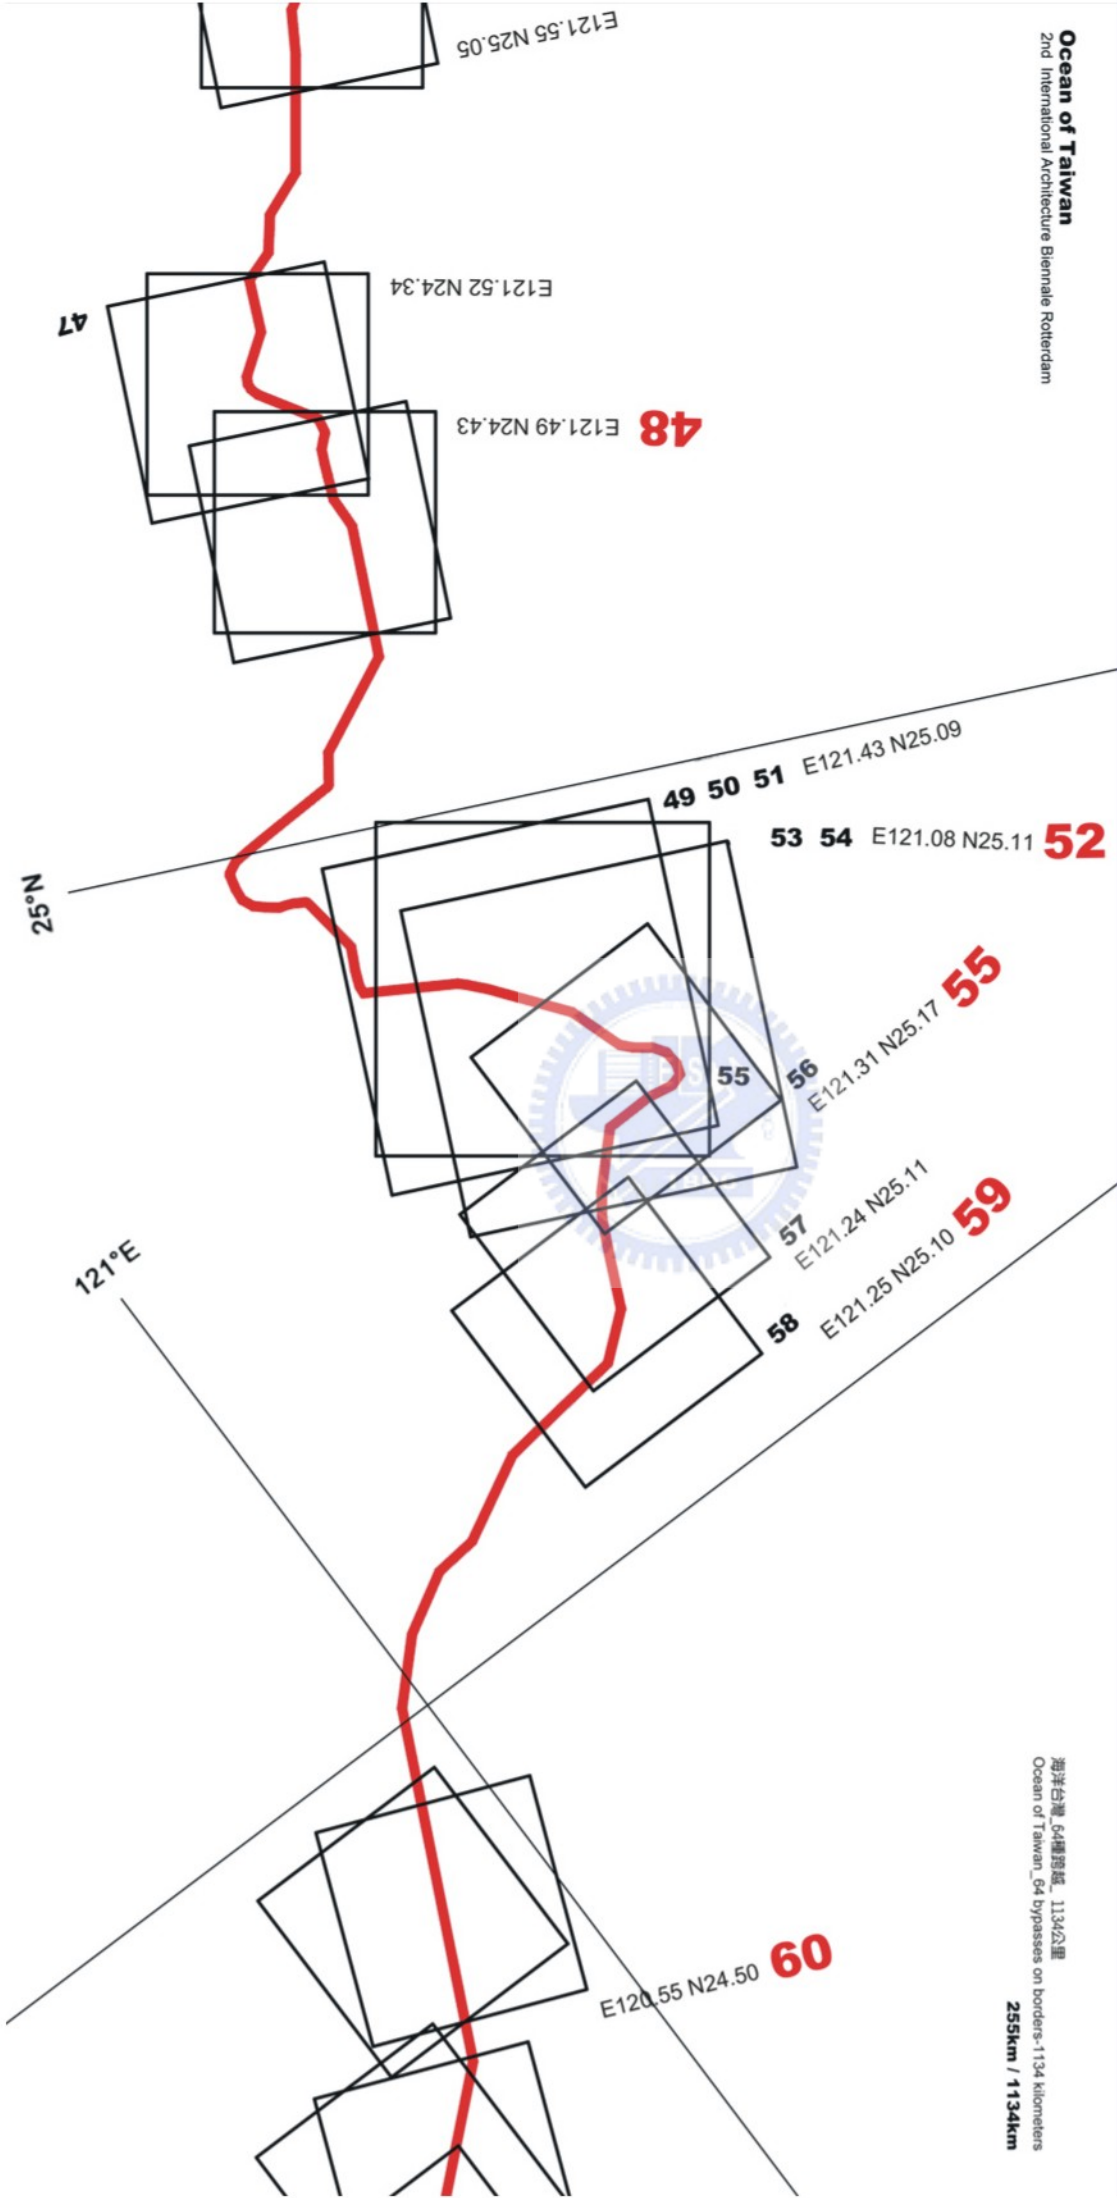 Ocean of Taiwan
2nd International Architecture Biennale Rotterdam
E121.55 N25.05
E121.52 N24.34
47
E121.49 N24.43 48
49 50 51 E121.43 N25.09
53 54 E121.08 N25.11 52
25°N
E121.31 N25.17 55
55
56
57
E121.24 N25.11
58
E121.25 N25.10 59
121°E
E120.55 N24.50 60
海洋台灣_64種跨越_ 1134公里
Ocean of Taiwan_64 bypasses on borders-1134 kilometers
255km / 1134km